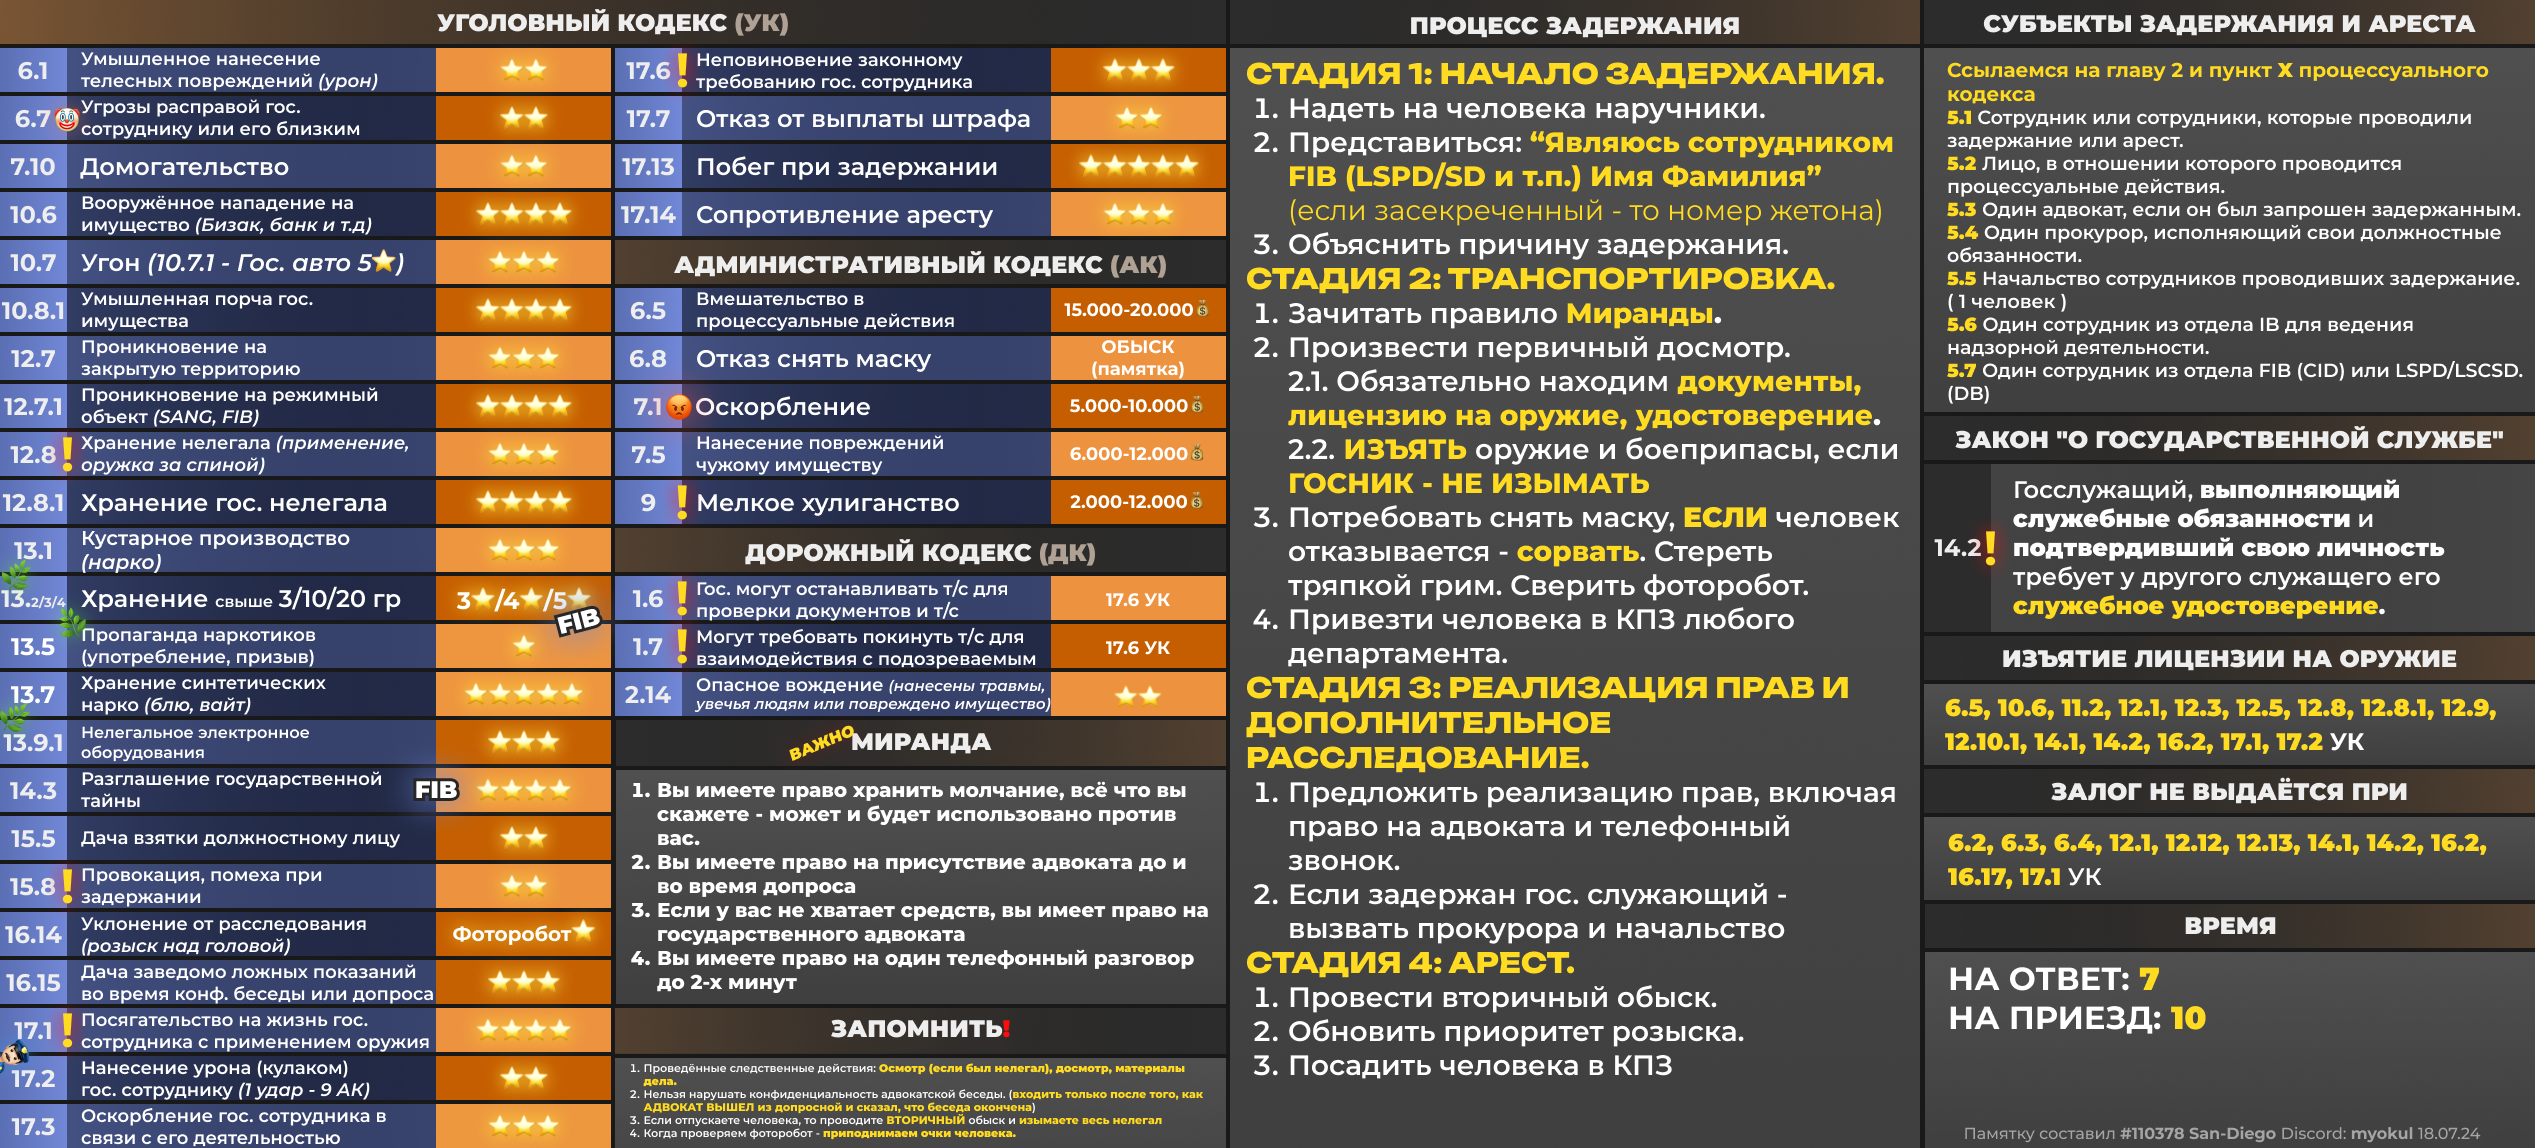 УГОЛОВНЫЙ КОДЕКС (УК)
6.1
Умышленное нанесение
телесных повреждений (урон)
6.7
Угрозы расправой гос.
сотруднику или его близким
7.10
Домогательство
10.6
Вооружённое нападение на
имущество (Бизак, банк и т.д)
10.7
Угон (10.7.1 - Гос. авто 5⭐)
10.8.1
Умышленная порча гос.
имущества
12.7
Проникновение на
закрытую территорию
12.7.1
Проникновение на режимный
объект (SANG, FIB)
12.8
Хранение нелегала (применение,
оружка за спиной)
12.8.1
Хранение гос. нелегала
13.1
Кустарное производство
(нарко)
13.2/3/4
Хранение свыше 3/10/20 гр
3⭐/4⭐/5⭐
FIB
13.5
Пропаганда наркотиков
(употребление, призыв)
13.7
Хранение синтетических
нарко (блю, вайт)
13.9.1
Нелегальное электронное
оборудования
14.3
Разглашение государственной
тайны
FIB
15.5
Дача взятки должностному лицу
15.8
Провокация, помеха при
задержании
16.14
Уклонение от расследования
(розыск над головой)
Фоторобот⭐
16.15
Дача заведомо ложных показаний
во время конф. беседы или допроса
17.1
Посягательство на жизнь гос.
сотрудника с применением оружия
17.2
Нанесение урона (кулаком)
гос. сотруднику (1 удар - 9 АК)
17.3
Оскорбление гос. сотрудника в
связи с его деятельностью
17.6
Неповиновение законному
требованию гос. сотрудника
17.7
Отказ от выплаты штрафа
17.13
Побег при задержании
17.14
Сопротивление аресту
АДМИНИСТРАТИВНЫЙ КОДЕКС (АК)
6.5
Вмешательство в
процессуальные действия
15.000-20.000
6.8
Отказ снять маску
ОБЫСК
(памятка)
7.1
Оскорбление
5.000-10.000
7.5
Нанесение повреждений
чужому имуществу
6.000-12.000
9
Мелкое хулиганство
2.000-12.000
ДОРОЖНЫЙ КОДЕКС (ДК)
1.6
Гос. могут останавливать т/с для
проверки документов и т/с
17.6 УК
1.7
Могут требовать покинуть т/с для
взаимодействия с подозреваемым
17.6 УК
2.14
Опасное вождение (нанесены травмы,
увечья людям или повреждено имущество)
ВАЖНО
МИРАНДА
1. Вы имеете право хранить молчание, всё что вы
скажете - может и будет использовано против
вас.
2. Вы имеете право на присутствие адвоката до и
во время допроса
3. Если у вас не хватает средств, вы имеет право на
государственного адвоката
4. Вы имеете право на один телефонный разговор
до 2-х минут
ЗАПОМНИТЬ!
1. Проведённые следственные действия: Осмотр (если был нелегал), досмотр, материалы
дела.
2. Нельзя нарушать конфиденциальность адвокатской беседы. (входить только после того, как
АДВОКАТ ВЫШЕЛ из допросной и сказал, что беседа окончена)
3. Если отпускаете человека, то проводите ВТОРИЧНЫЙ обыск и изымаете весь нелегал
4. Когда проверяем фоторобот - приподнимаем очки человека.
ПРОЦЕСС ЗАДЕРЖАНИЯ
СТАДИЯ 1: НАЧАЛО ЗАДЕРЖАНИЯ.
1. Надеть на человека наручники.
2. Представиться: “Являюсь сотрудником
FIB (LSPD/SD и т.п.) Имя Фамилия”
(если засекреченный - то номер жетона)
3. Объяснить причину задержания.
СТАДИЯ 2: ТРАНСПОРТИРОВКА.
1. Зачитать правило Миранды.
2. Произвести первичный досмотр.
2.1. Обязательно находим документы,
лицензию на оружие, удостоверение.
2.2. ИЗЪЯТЬ оружие и боеприпасы, если
ГОСНИК - НЕ ИЗЫМАТЬ
3. Потребовать снять маску, ЕСЛИ человек
отказывается - сорвать. Стереть
тряпкой грим. Сверить фоторобот.
4. Привезти человека в КПЗ любого
департамента.
СТАДИЯ 3: РЕАЛИЗАЦИЯ ПРАВ И
ДОПОЛНИТЕЛЬНОЕ
РАССЛЕДОВАНИЕ.
1. Предложить реализацию прав, включая
право на адвоката и телефонный
звонок.
2. Если задержан гос. служающий -
вызвать прокурора и начальство
СТАДИЯ 4: АРЕСТ.
1. Провести вторичный обыск.
2. Обновить приоритет розыска.
3. Посадить человека в КПЗ
СУБЪЕКТЫ ЗАДЕРЖАНИЯ И АРЕСТА
Ссылаемся на главу 2 и пункт X процессуального
кодекса
5.1 Сотрудник или сотрудники, которые проводили
задержание или арест.
5.2 Лицо, в отношении которого проводится
процессуальные действия.
5.3 Один адвокат, если он был запрошен задержанным.
5.4 Один прокурор, исполняющий свои должностные
обязанности.
5.5 Начальство сотрудников проводивших задержание.
( 1 человек )
5.6 Один сотрудник из отдела IB для ведения
надзорной деятельности.
5.7 Один сотрудник из отдела FIB (CID) или LSPD/LSCSD.
(DB)
ЗАКОН "О ГОСУДАРСТВЕННОЙ СЛУЖБЕ"
14.2
Госслужащий, выполняющий
служебные обязанности и
подтвердивший свою личность
требует у другого служащего его
служебное удостоверение.
ИЗЪЯТИЕ ЛИЦЕНЗИИ НА ОРУЖИЕ
6.5, 10.6, 11.2, 12.1, 12.3, 12.5, 12.8, 12.8.1, 12.9,
12.10.1, 14.1, 14.2, 16.2, 17.1, 17.2 УК
ЗАЛОГ НЕ ВЫДАЁТСЯ ПРИ
6.2, 6.3, 6.4, 12.1, 12.12, 12.13, 14.1, 14.2, 16.2,
16.17, 17.1 УК
ВРЕМЯ
НА ОТВЕТ: 7
НА ПРИЕЗД: 10
Памятку составил #110378 San-Diego Discord: myokul 18.07.24